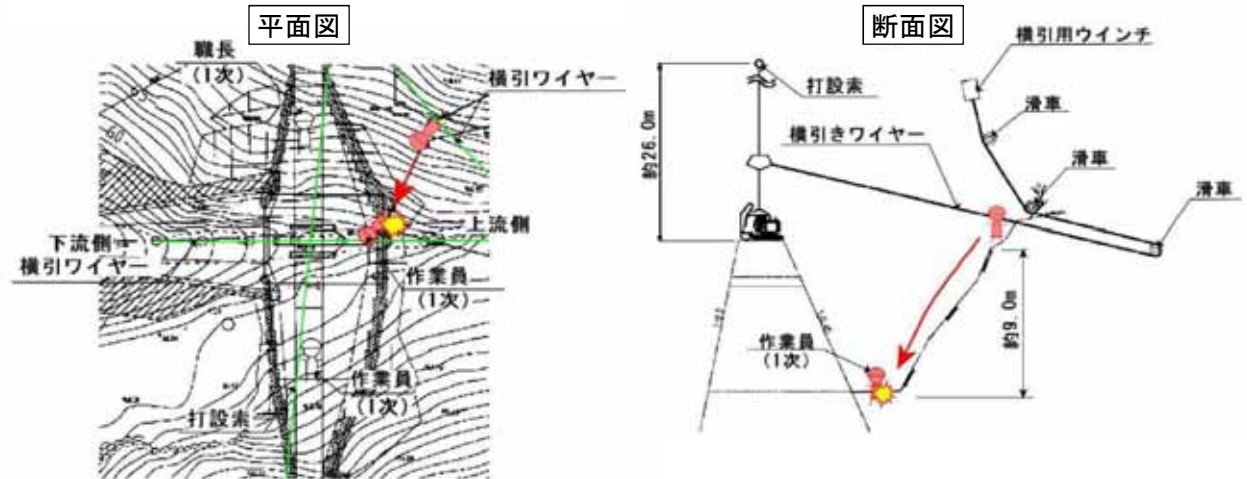 平面図
職長
(1次)
横引ワイヤー
60
上流側
下流側
横引ワイヤー
作業員
(1次)
作業員
(1次)
打設素
断面図
横引用ウインチ
打設素
滑車
横引きワイヤー
滑車
滑車
約26.0m
約9.0m
作業員
(1次)